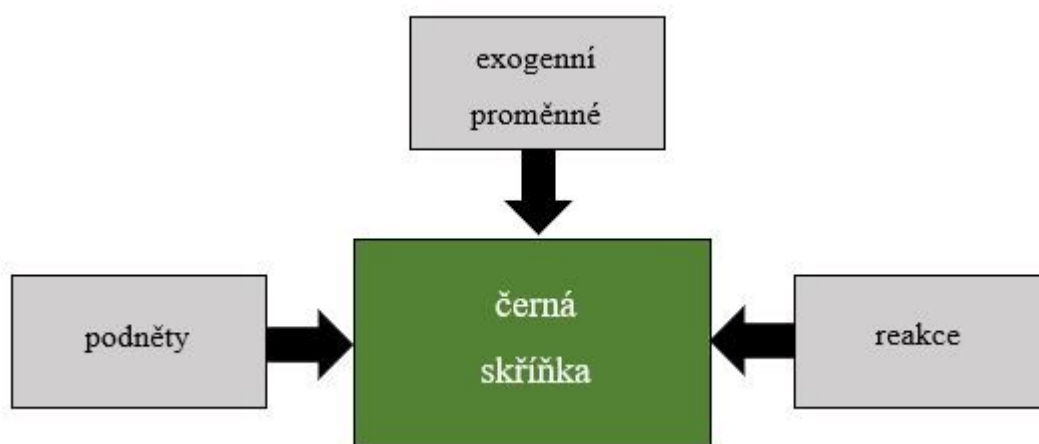 exogenní
proměnné
podněty
černá
skříňka
reakce